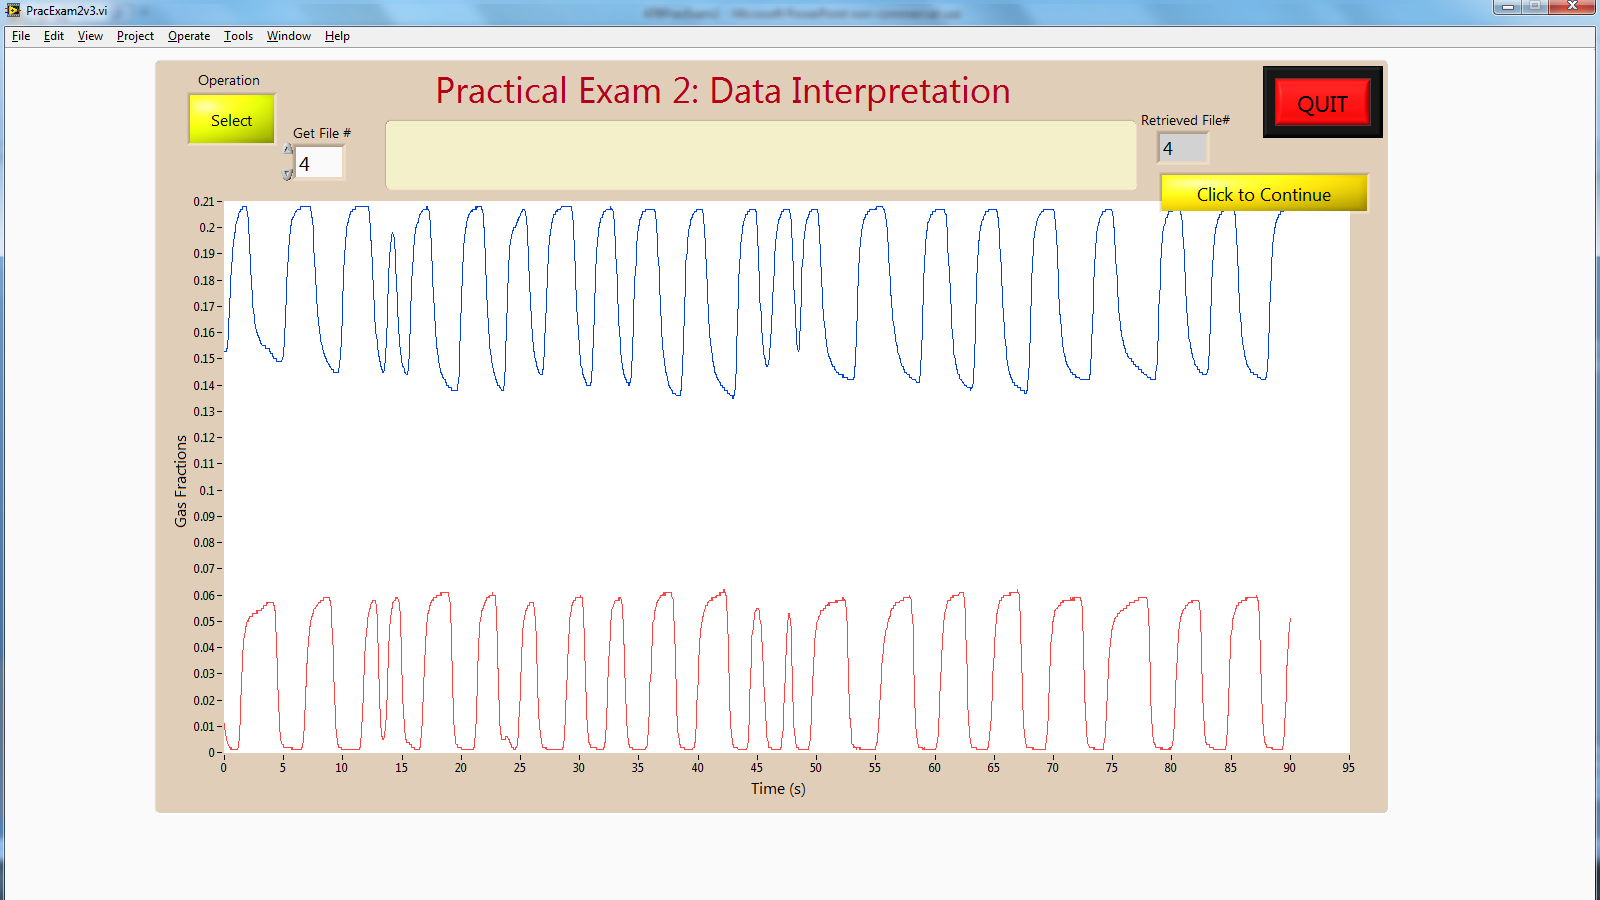 PracExam2v3.vi
File Edit View Project Operate Tools Window Help
Operation
Select
Get File #
4
Practical Exam 2: Data Interpretation
Retrieved File#
4
QUIT
Click to Continue
0.21
0.2
0.19
0.18
0.17
0.16
0.15
0.14
0.13
0.12
0.11
0.1
0.09
0.08
0.07
0.06
0.05
0.04
0.03
0.02
0.01
0
Gas Fractions
0 5 10 15 20 25 30 35 40 45 50 55 60 65 70 75 80 85 90 95
Time (s)